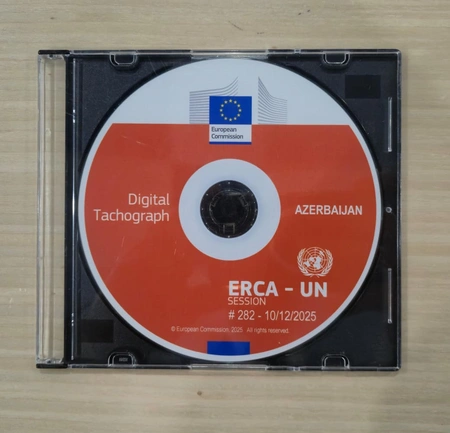 European
Commission
Digital
Tachograph
AZERBAIJAN
ERCA - UN
SESSION
# 282 - 10/12/2025
© European Commission, 2025 All rights reserved.